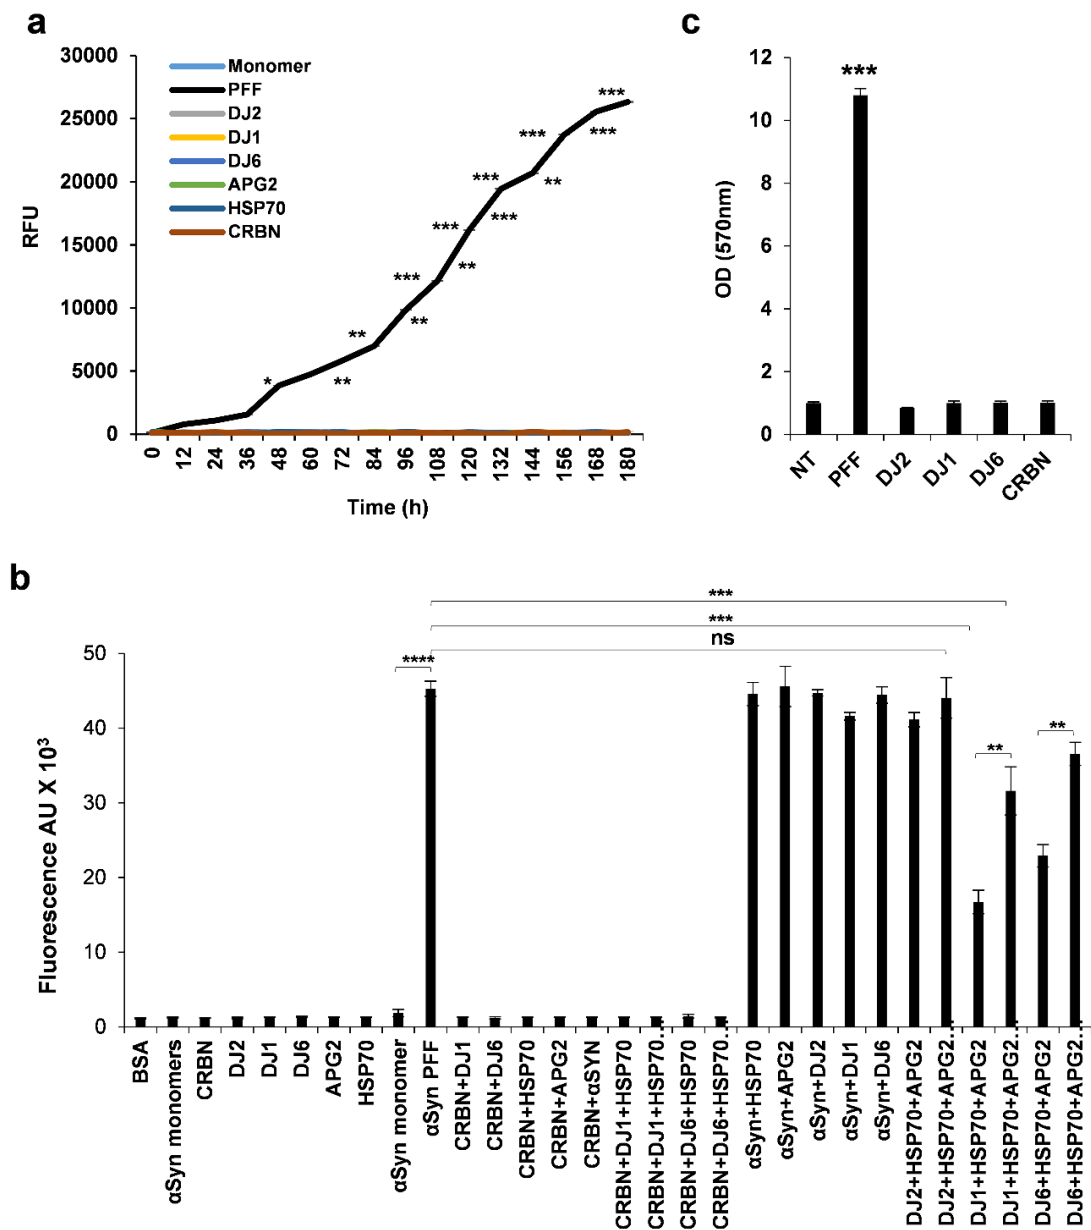 a
30000
25000
20000
15000
10000
5000
0
RFU
Monomer
PFF
DJ2
DJ1
DJ6
APG2
HSP70
CRBN
*
**
**
***
**
***
**
***
***
***
**
***
***
0 12 24 36 48 60 72 84 96 108 120 132 144 156 168 180
Time (h)
c
12
10
8
6
4
2
0
OD (570nm)
***
NT PFF DJ2 DJ1 DJ6 CRBN
b
50
40
30
20
10
0
Fluorescence AU X 10³
***
***
ns
****
**
**
BSA
αSyn monomers
CRBN
DJ2
DJ1
DJ6
APG2
HSP70
αSyn monomer
αSyn PFF
CRBN+DJ1
CRBN+DJ6
CRBN+HSP70
CRBN+APG2
CRBN+αSYN
CRBN+DJ1+HSP70
CRBN+DJ1+HSP70…
CRBN+DJ6+HSP70
CRBN+DJ6+HSP70…
αSyn+HSP70
αSyn+APG2
αSyn+DJ2
αSyn+DJ1
αSyn+DJ6
DJ2+HSP70+APG2
DJ2+HSP70+APG2…
DJ1+HSP70+APG2
DJ1+HSP70+APG2…
DJ6+HSP70+APG2
DJ6+HSP70+APG2…